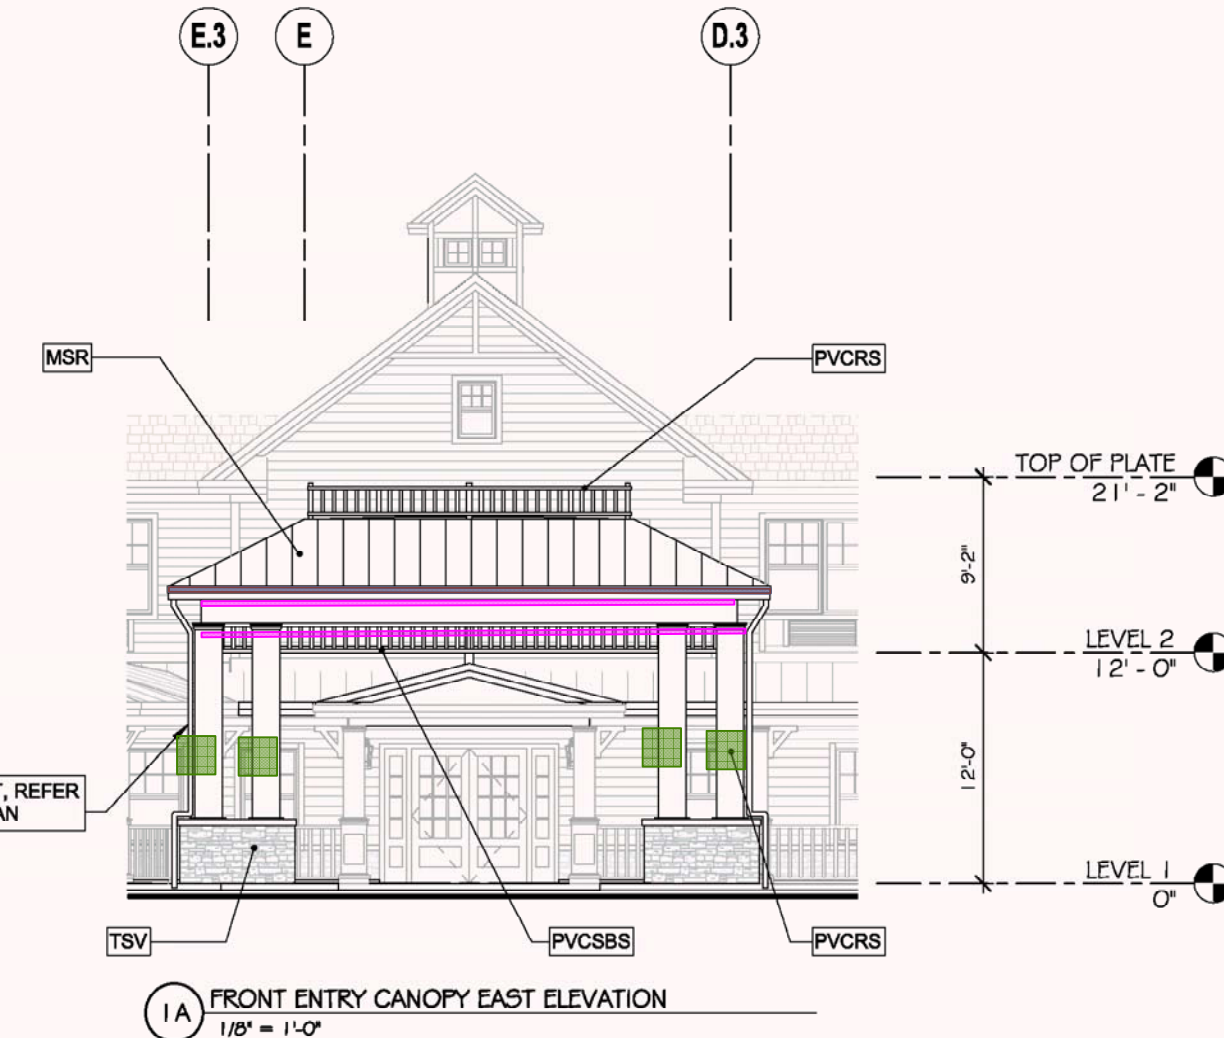 E.3
E
D.3
MSR
PVCRS
TOP OF PLATE
21' - 2"
9'-2"
LEVEL 2
12' - 0"
12'-0"
T, REFER
AN
LEVEL 1
0"
TSV
PVCSBS
PVCRS
1A
FRONT ENTRY CANOPY EAST ELEVATION
1/8" = 1'-0"